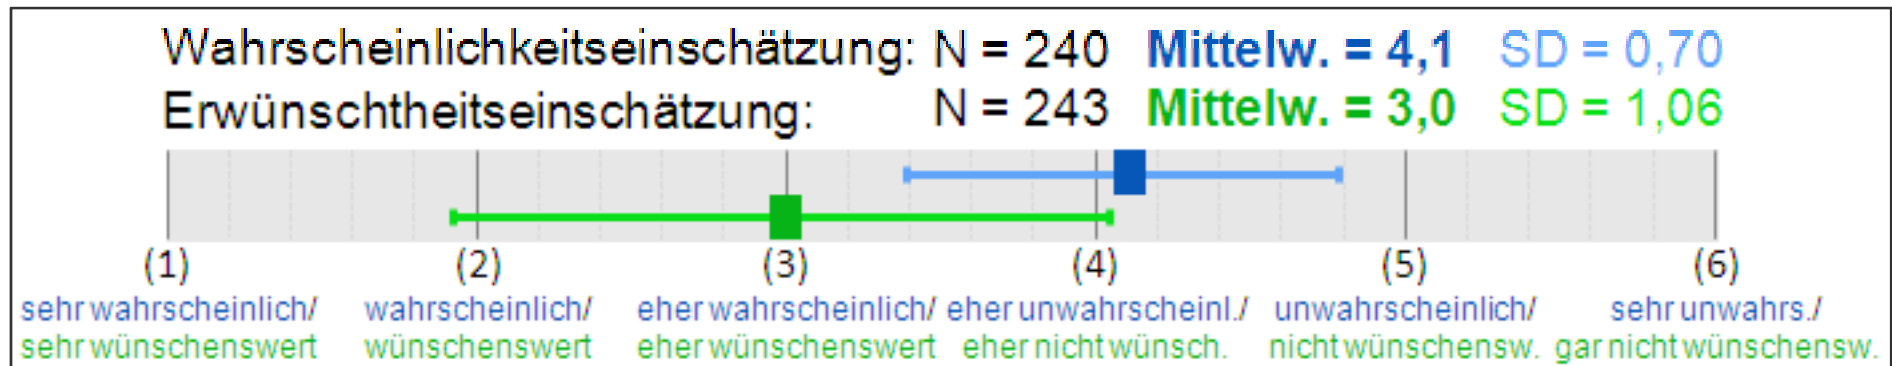 Wahrscheinlichkeitseinschätzung: N = 240 Mittelw. = 4,1 SD = 0,70
Erwünschtheitseinschätzung: N = 243 Mittelw. = 3,0 SD = 1,06
(1) (2) (3) (4) (5) (6)
sehr wahrscheinlich/ wahrscheinlich/ eher wahrscheinlich/ eher unwahrscheinl./ unwahrscheinlich/ sehr unwahrs./
sehr wünschenswert wünschenswert eher wünschenswert eher nicht wünsch. nicht wünschensw. gar nicht wünschensw.